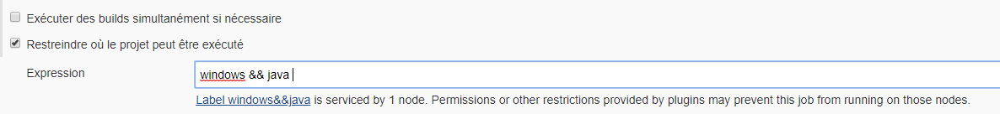 Exécuter des builds simultanément si nécessaire
Restreindre où le projet peut être exécuté
Expression windows && java
Label windows&&java is serviced by 1 node. Permissions or other restrictions provided by plugins may prevent this job from running on those nodes.